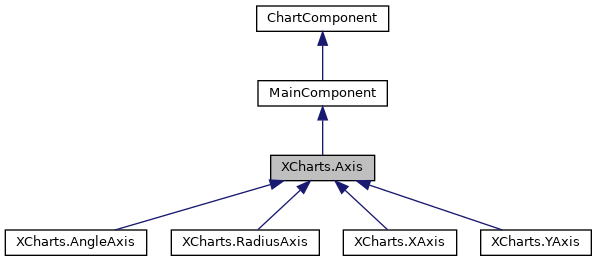 ChartComponent
MainComponent
XCharts.Axis
XCharts.AngleAxis
XCharts.RadiusAxis
XCharts.XAxis
XCharts.YAxis